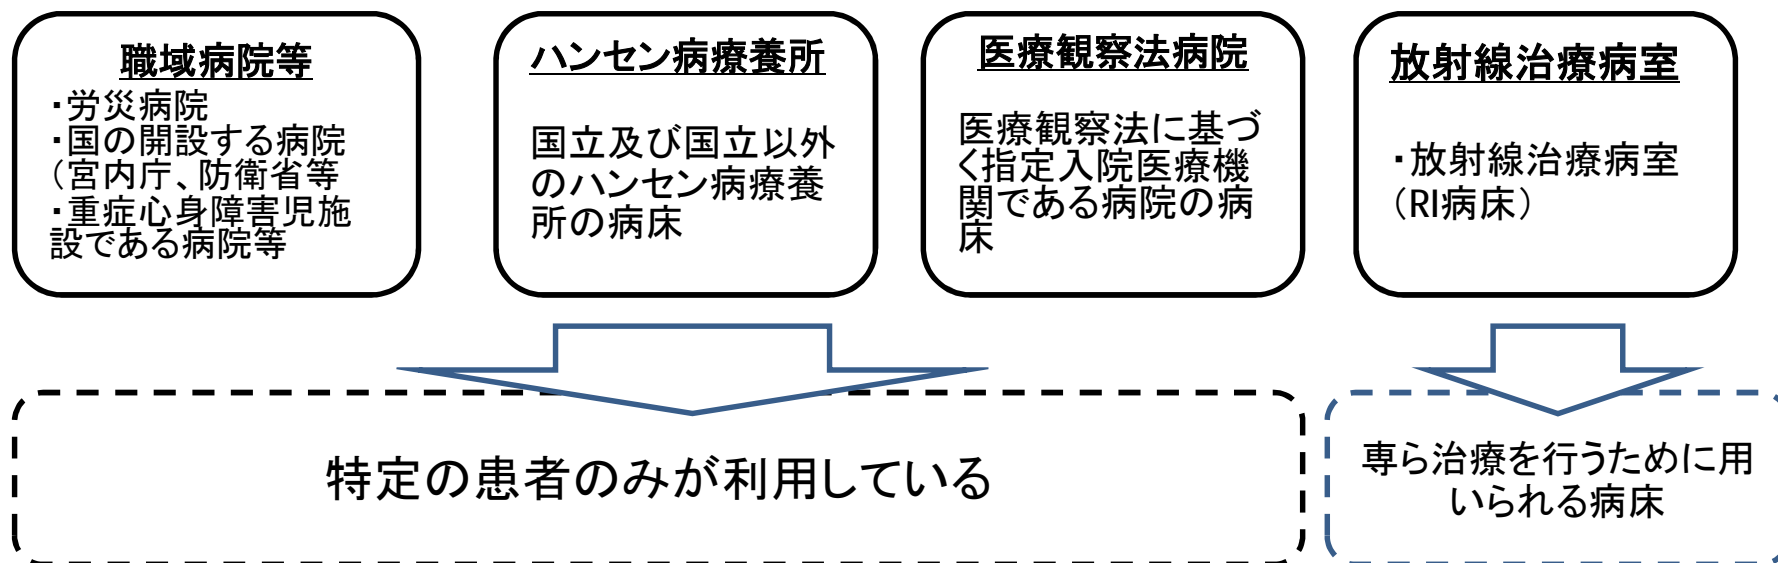 職域病院等
・労災病院
・国の開設する病院
（宮内庁、防衛省等
・重症心身障害児施
設である病院等
ハンセン病療養所
国立及び国立以外
のハンセン病療養
所の病床
医療観察法病院
医療観察法に基づ
く指定入院医療機
関である病院の病
床
放射線治療病室
・放射線治療病室
（RI病床）
特定の患者のみが利用している
専ら治療を行うために用
いられる病床